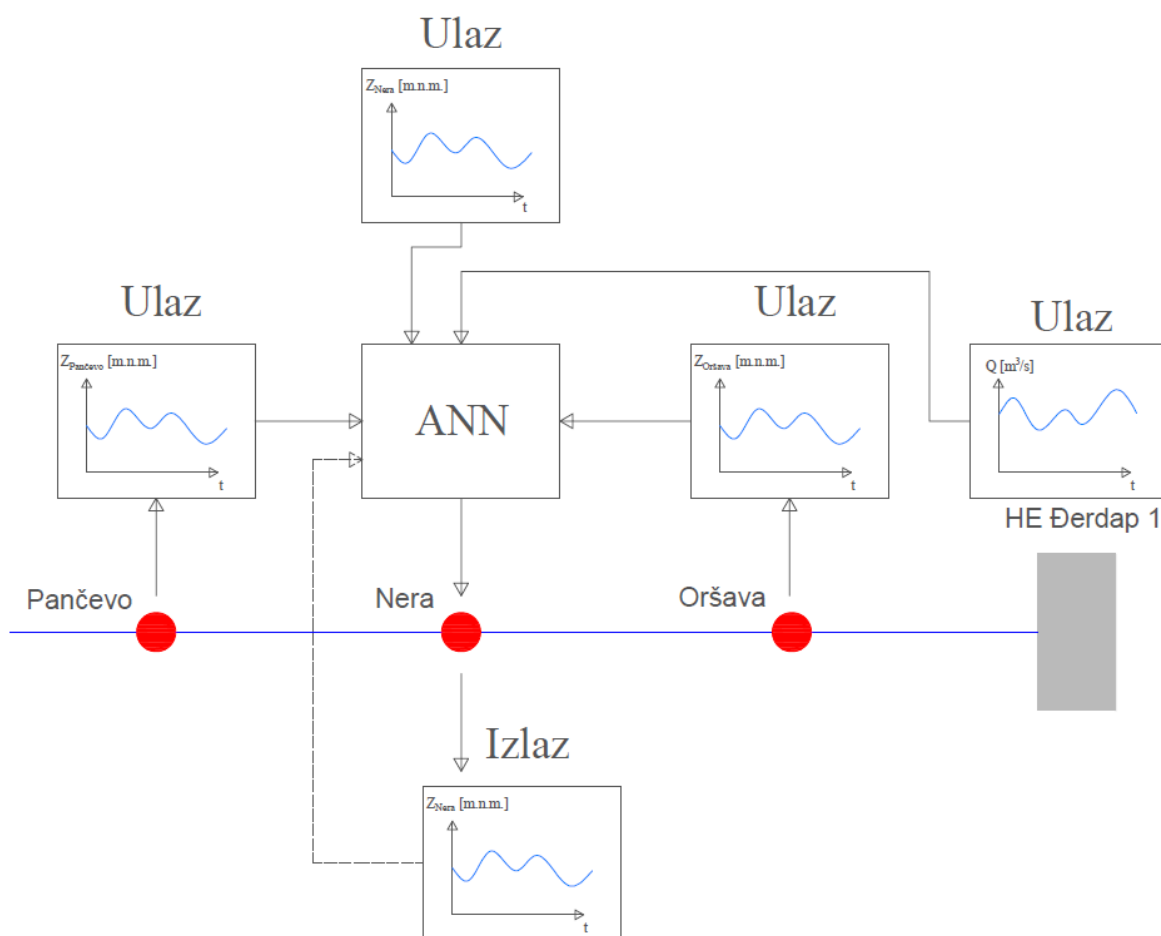 Ulaz
Z_Nera [m.n.m.]
t
Ulaz
Ulaz
Ulaz
Z_Pančevo [m.n.m.]
t
ANN
Z_Oršava [m.n.m.]
t
Q [m³/s]
t
HE Đerdap 1
Pančevo
Nera
Oršava
Izlaz
Z_Nera [m.n.m.]
t